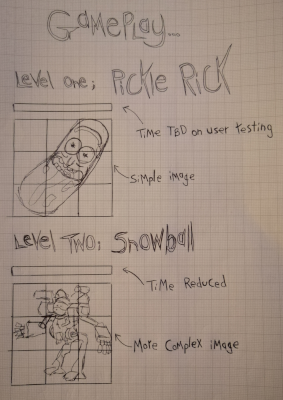 GamePlay...
Level one; Pickle Rick
Time TBD on user testing
Simple image
Level Two; Snowball
Time Reduced
More Complex image